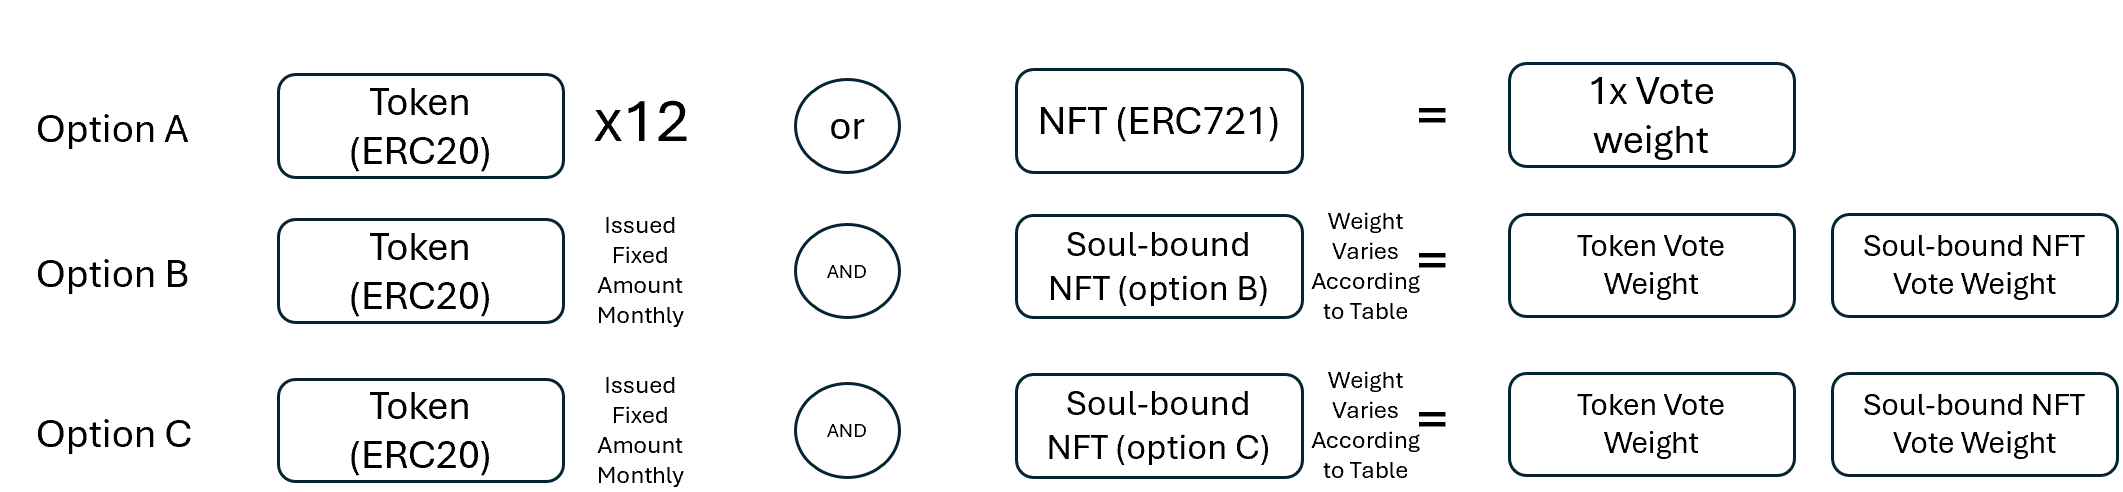 Option A
Token
(ERC20)
x12
or
NFT (ERC721)
=
1x Vote
weight
Option B
Token
(ERC20)
Issued
Fixed
Amount
Monthly
AND
Soul-bound
NFT (option B)
Weight
Varies
According
to Table
=
Token Vote
Weight
Soul-bound NFT
Vote Weight
Option C
Token
(ERC20)
Issued
Fixed
Amount
Monthly
AND
Soul-bound
NFT (option C)
Weight
Varies
According
to Table
=
Token Vote
Weight
Soul-bound NFT
Vote Weight